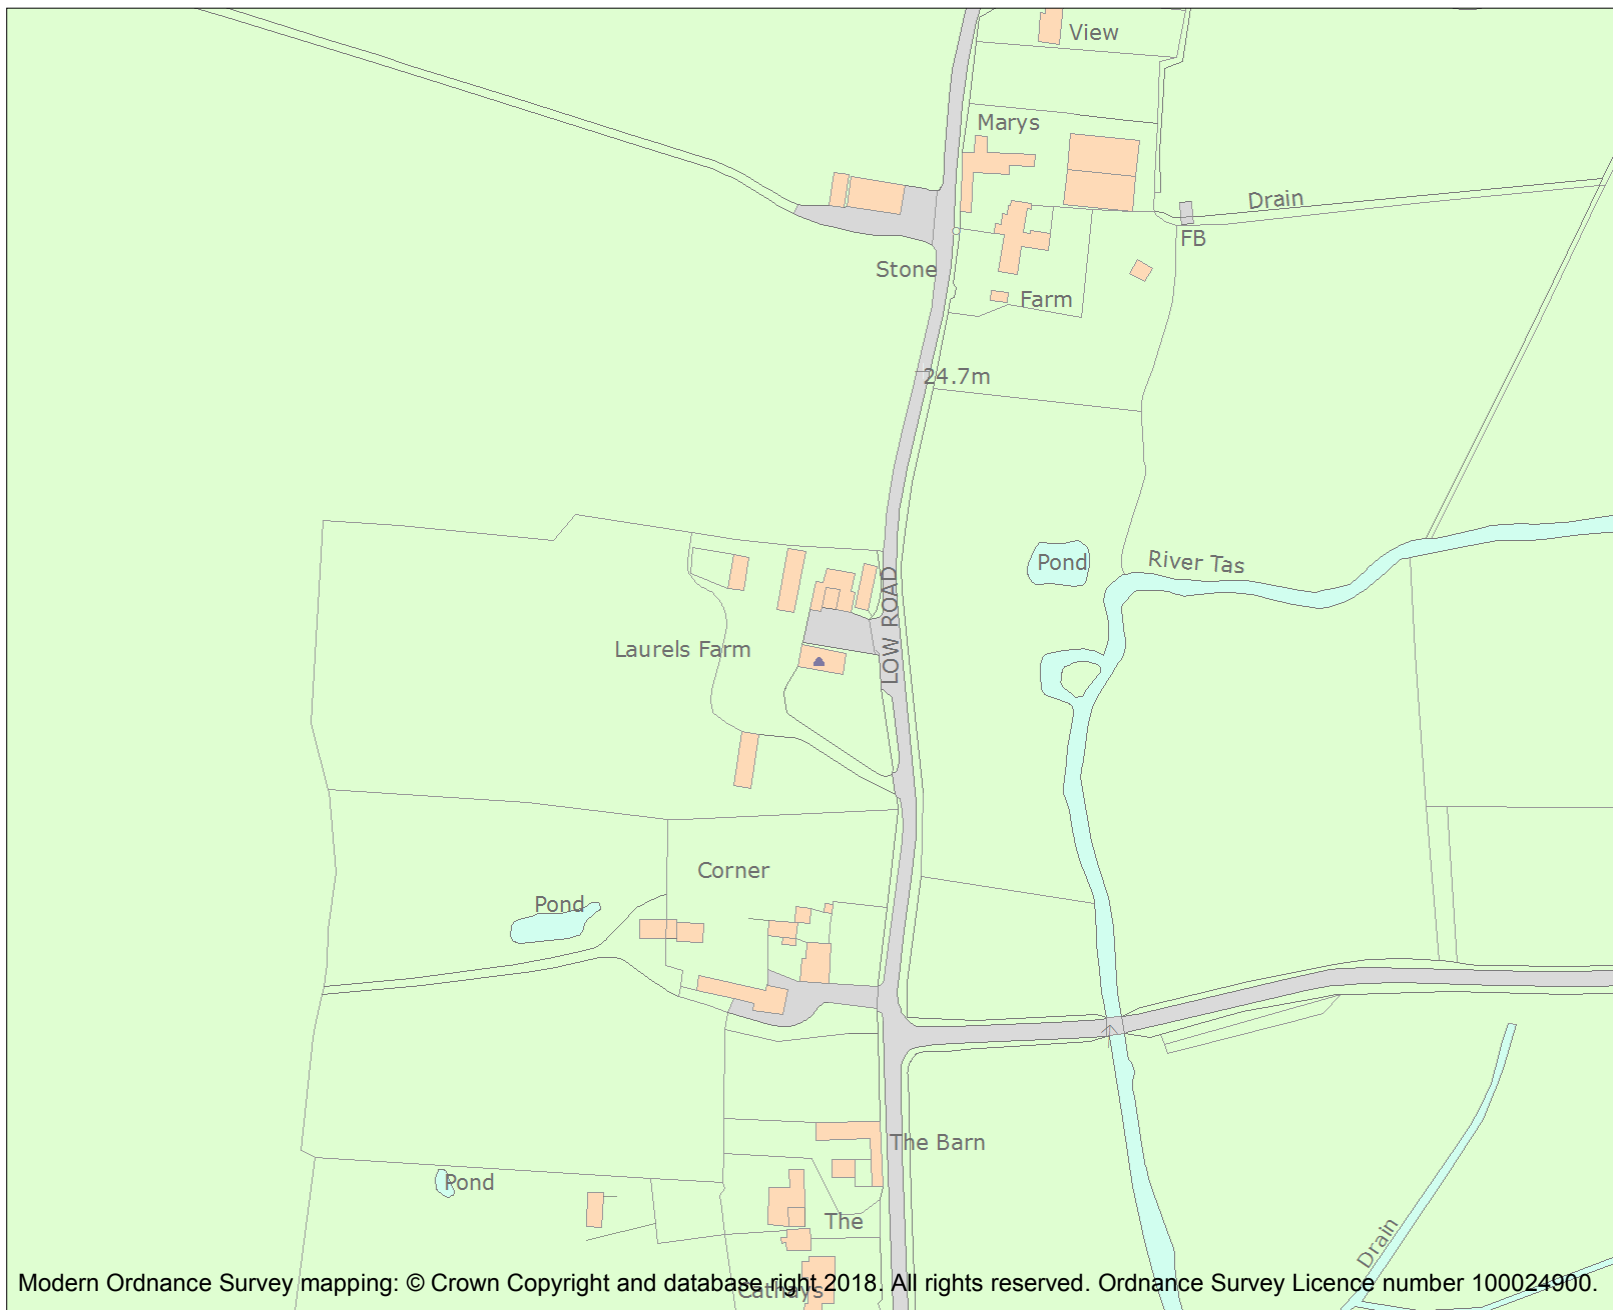 View
Marys
Drain
FB
Stone
Farm
24.7m
Pond
River Tas
LOW ROAD
Laurels Farm
Corner
Pond
The Barn
Pond
The
Drain
Cathays
Modern Ordnance Survey mapping: © Crown Copyright and database right 2018. All rights reserved. Ordnance Survey Licence number 100024900.